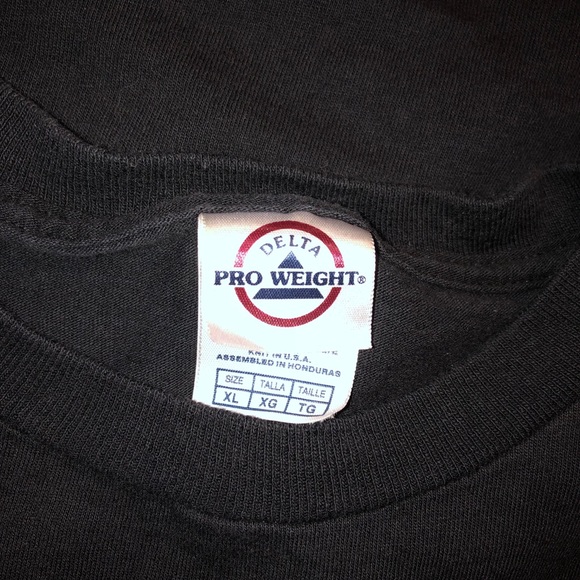 DELTA
PRO WEIGHT®
KNIT IN U.S.A.
ASSEMBLED IN HONDURAS
SIZE TALLA TAILLE
XL XG TG